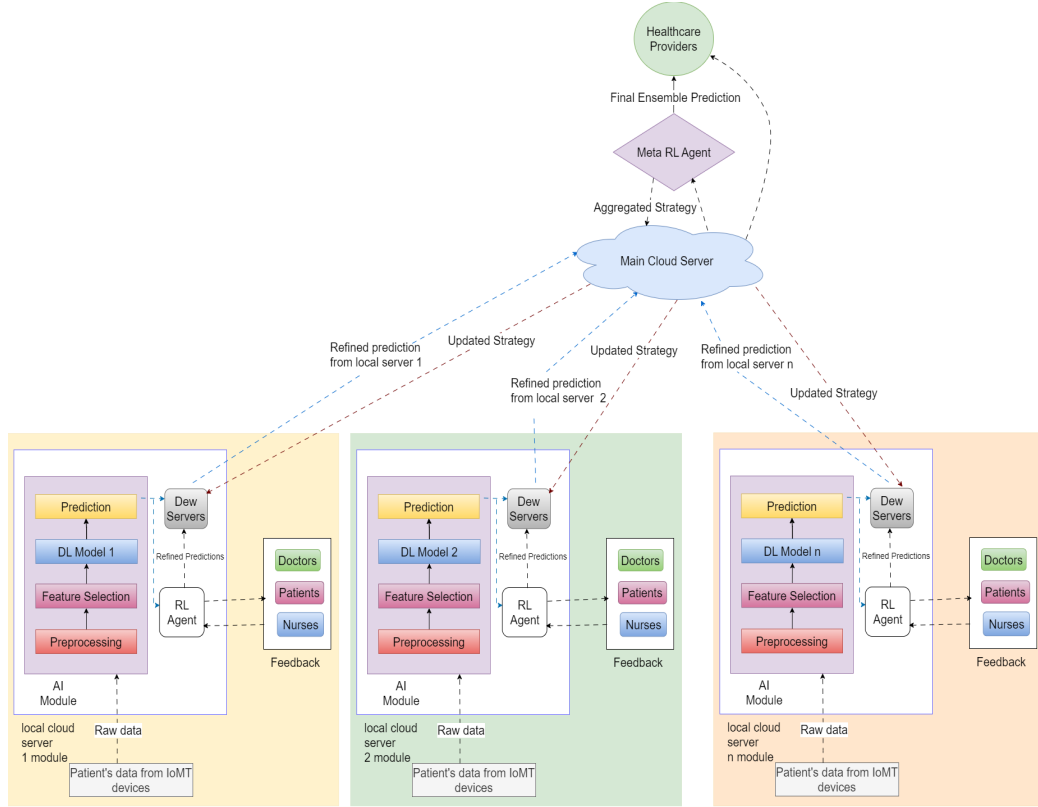 Healthcare
Providers
Final Ensemble Prediction
Meta RL Agent
Aggregated Strategy
Main Cloud Server
Refined prediction
from local server 1
Updated Strategy
Refined prediction
from local server 2
Updated Strategy
Refined prediction
from local server n
Updated Strategy
Prediction
DL Model 1
Feature Selection
Preprocessing
AI
Module
Dew
Servers
Refined Predictions
RL
Agent
Doctors
Patients
Nurses
Feedback
local cloud
server
1 module
Raw data
Patient's data from IoMT
devices
Prediction
DL Model 2
Feature Selection
Preprocessing
AI
Module
Dew
Servers
Refined Predictions
RL
Agent
Doctors
Patients
Nurses
Feedback
local cloud
server
2 module
Raw data
Patient's data from IoMT
devices
Prediction
DL Model n
Feature Selection
Preprocessing
AI
Module
Dew
Servers
Refined Predictions
RL
Agent
Doctors
Patients
Nurses
Feedback
local cloud
server
n module
Raw data
Patient's data from IoMT
devices